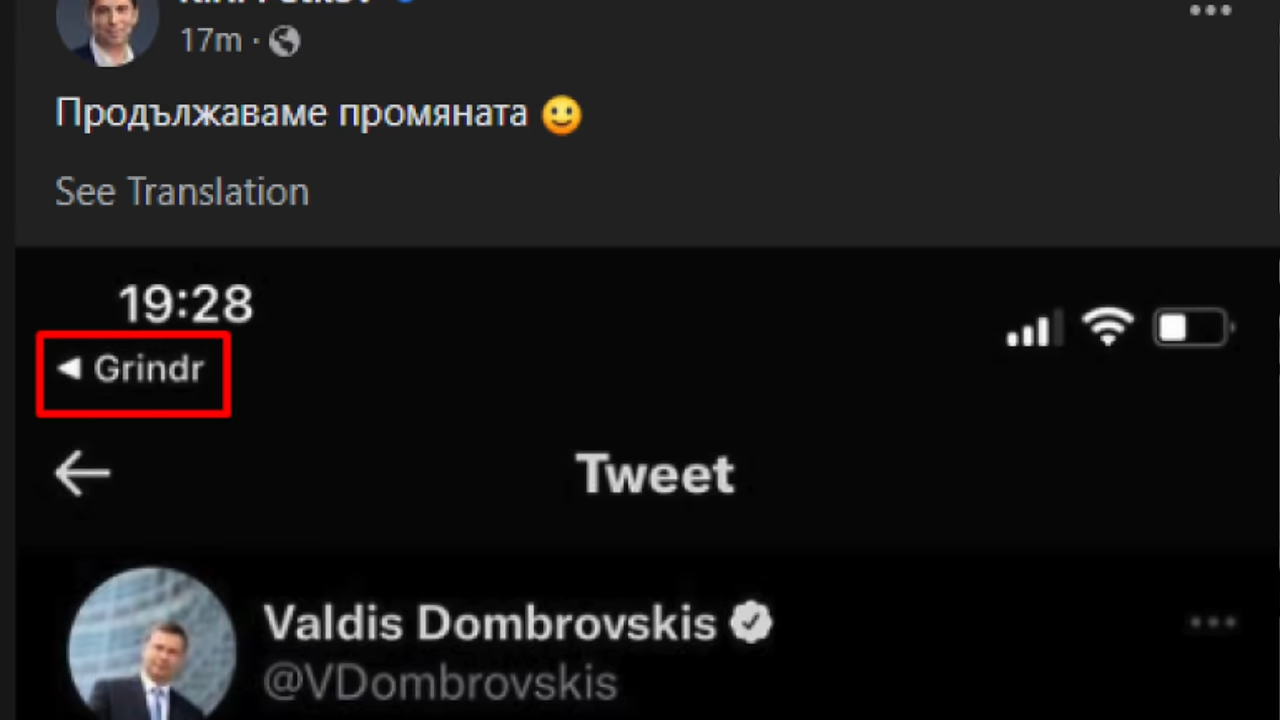 17m ·
Продължаваме промяната 🙂
See Translation
19:28
◀ Grindr
← Tweet
Valdis Dombrovskis
@VDombrovskis